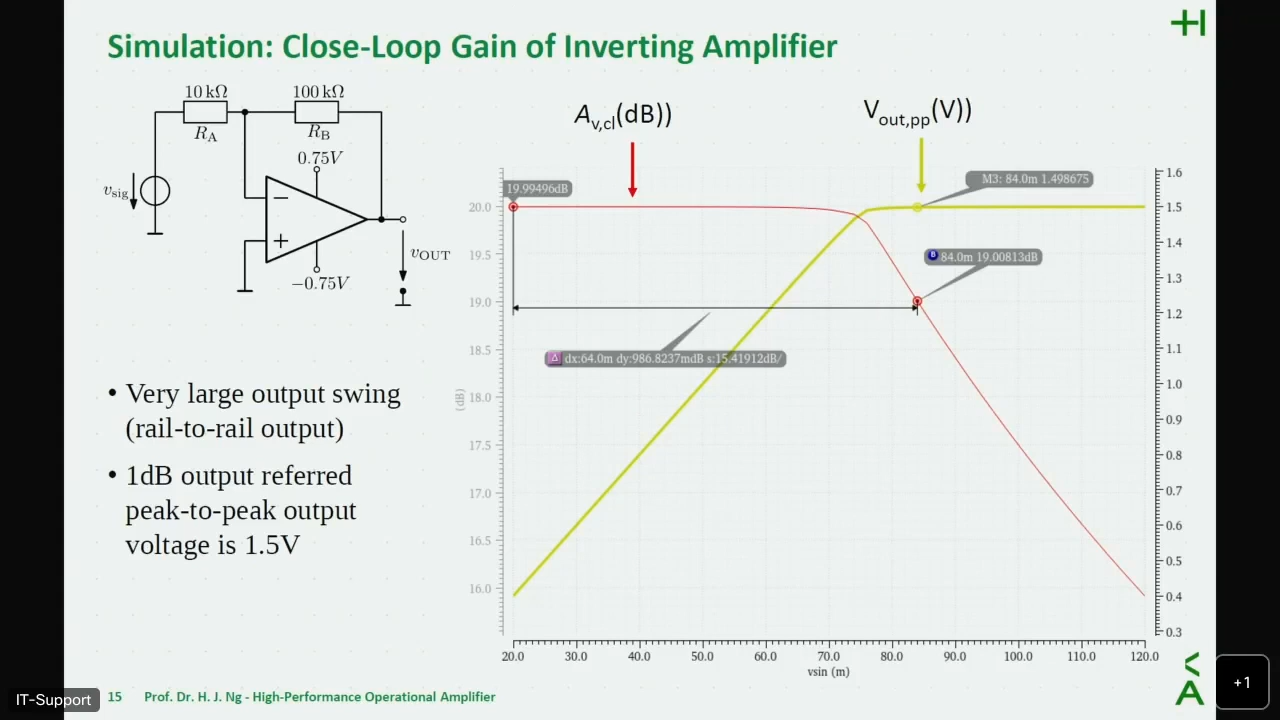 Simulation: Close-Loop Gain of Inverting Amplifier
10 kΩ
100 kΩ
R_A
R_B
0.75V
v_sig
−
+
v_OUT
−0.75V
• Very large output swing
(rail-to-rail output)
• 1dB output referred
peak-to-peak output
voltage is 1.5V
A_v,cl(dB))
V_out,pp(V))
19.99496dB
M3: 84.0m 1.498675
B 84.0m 19.00813dB
Δ dx:64.0m dy:986.8237mdB s:15.41912dB/
(dB)
20.0
19.5
19.0
18.5
18.0
17.5
17.0
16.5
16.0
1.6
1.5
1.4
1.3
1.2
1.1
1.0
0.9
0.8
0.7
0.6
0.5
0.4
0.3
20.0 30.0 40.0 50.0 60.0 70.0 80.0 90.0 100.0 110.0 120.0
vsin (m)
IT-Support
15 Prof. Dr. H. J. Ng - High-Performance Operational Amplifier
+1